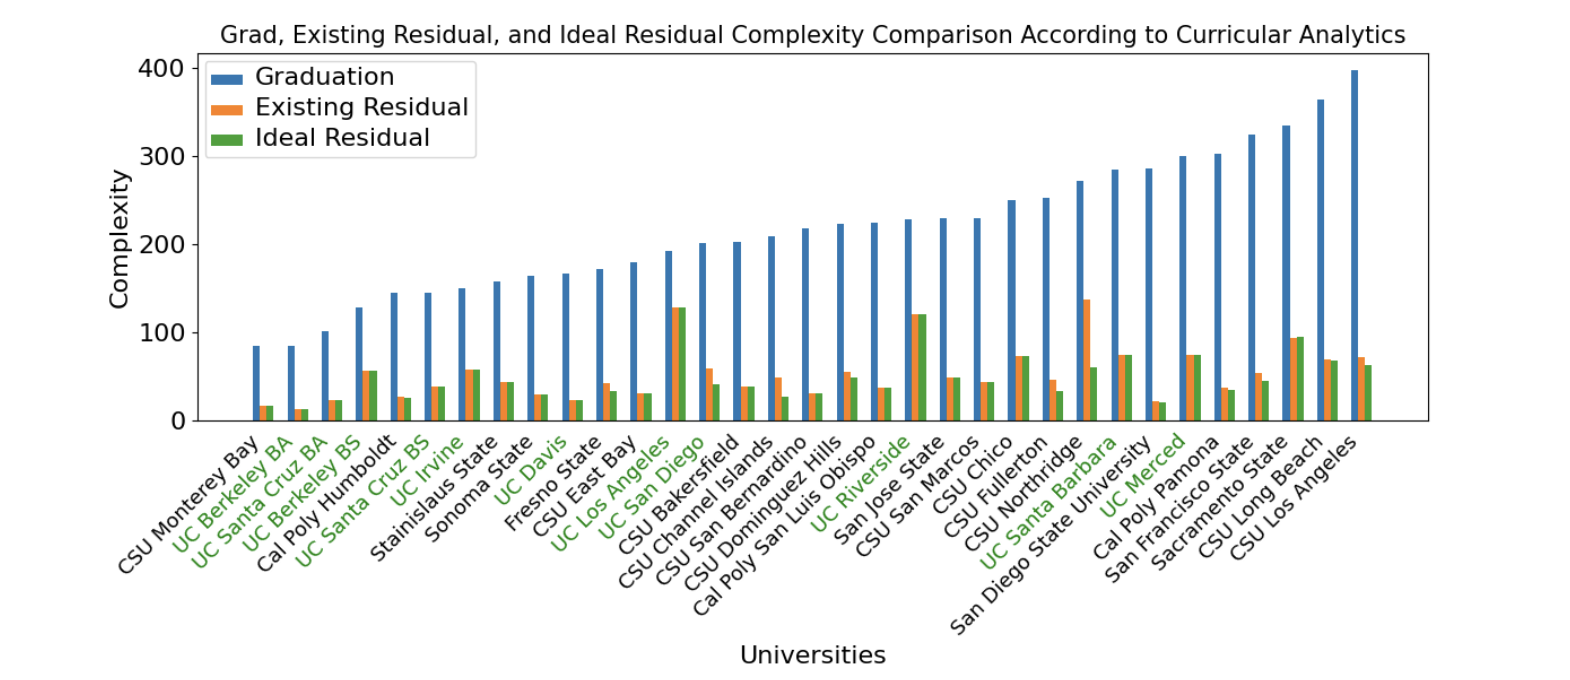 Grad, Existing Residual, and Ideal Residual Complexity Comparison According to Curricular Analytics
Graduation
Existing Residual
Ideal Residual
Complexity
400
300
200
100
0
CSU Monterey Bay
UC Berkeley BA
UC Santa Cruz BA
UC Berkeley BS
Cal Poly Humboldt
UC Santa Cruz BS
UC Irvine
Stainislaus State
Sonoma State
UC Davis
Fresno State
CSU East Bay
UC Los Angeles
UC San Diego
CSU Bakersfield
CSU Channel Islands
CSU San Bernardino
CSU Dominguez Hills
Cal Poly San Luis Obispo
UC Riverside
San Jose State
CSU San Marcos
CSU Chico
CSU Fullerton
CSU Northridge
UC Santa Barbara
San Diego State University
UC Merced
Cal Poly Pamona
San Francisco State
Sacramento State
CSU Long Beach
CSU Los Angeles
Universities